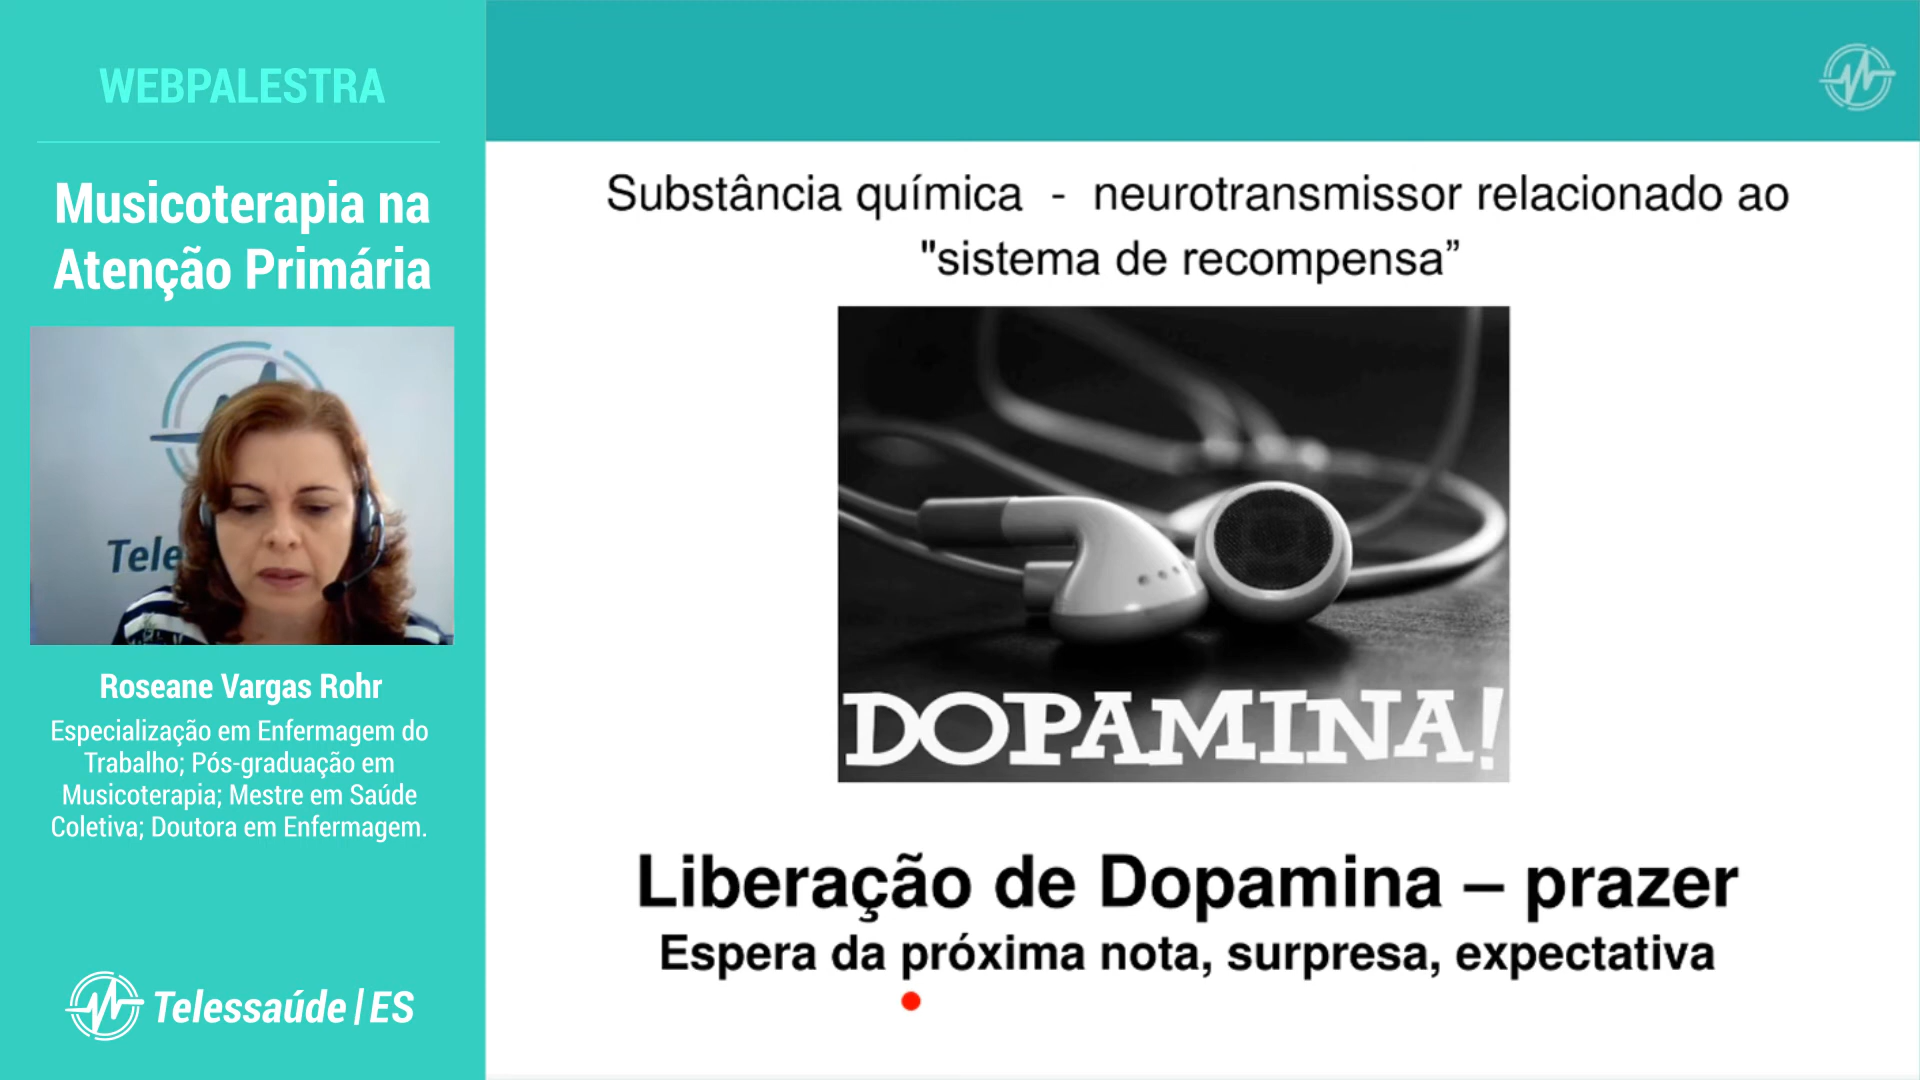 WEBPALESTRA
Musicoterapia na
Atenção Primária
Tele
Roseane Vargas Rohr
Especialização em Enfermagem do
Trabalho; Pós-graduação em
Musicoterapia; Mestre em Saúde
Coletiva; Doutora em Enfermagem.
Telessaúde|ES
Substância química - neurotransmissor relacionado ao
"sistema de recompensa”
DOPAMINA!
Liberação de Dopamina – prazer
Espera da próxima nota, surpresa, expectativa